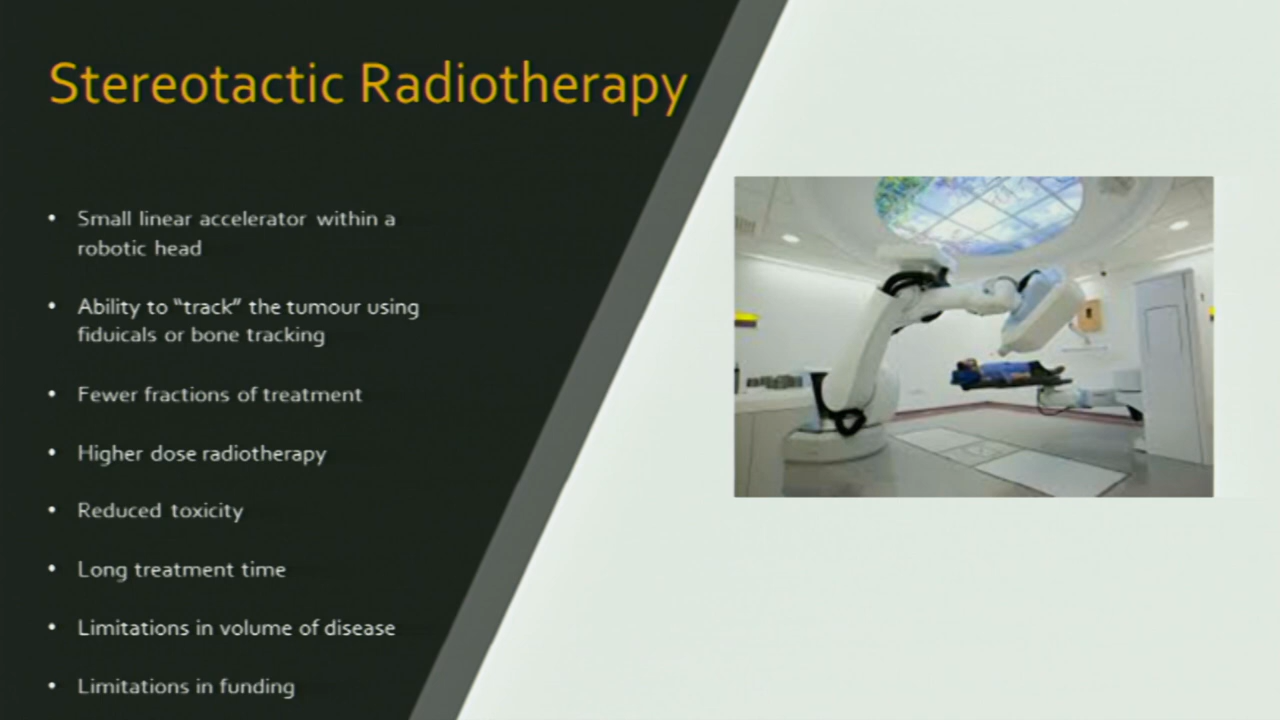 Stereotactic Radiotherapy
• Small linear accelerator within a
robotic head
• Ability to “track” the tumour using
fiduicals or bone tracking
• Fewer fractions of treatment
• Higher dose radiotherapy
• Reduced toxicity
• Long treatment time
• Limitations in volume of disease
• Limitations in funding